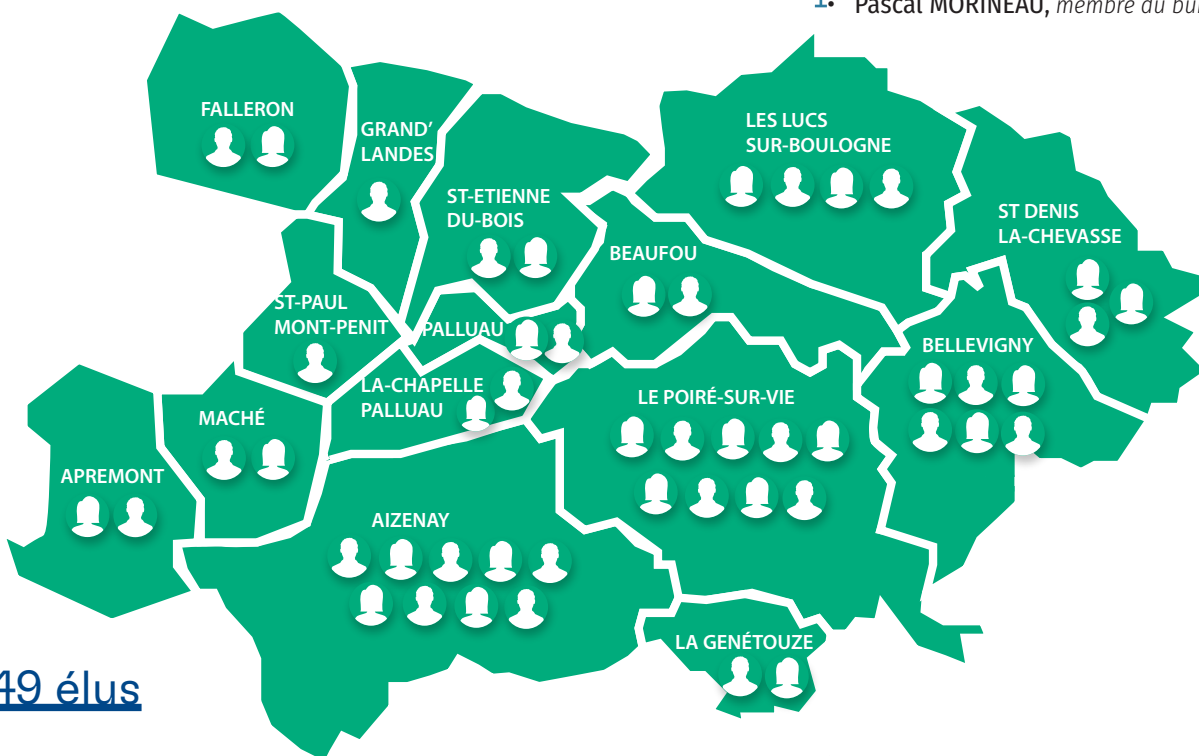 1. Pascal MORINEAU, membre du
FALLERON
GRAND'
LANDES
LES LUCS
SUR-BOULOGNE
ST-ETIENNE
DU-BOIS
ST DENIS
LA-CHEVASSE
BEAUFOU
ST-PAUL
MONT-PENIT
PALLUAU
BELLEVIGNY
LA-CHAPELLE
PALLUAU
LE POIRÉ-SUR-VIE
MACHÉ
APREMONT
AIZENAY
LA GENÉTOUZE
49 élus